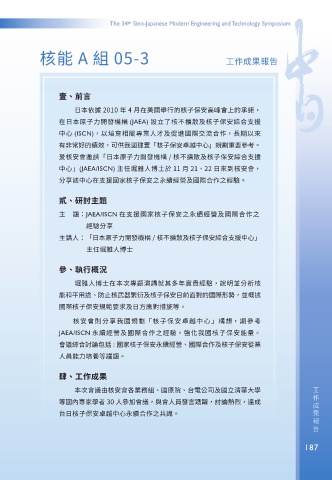 The 34th Sino-Japanese Modern Engineering and Technology Symposium
核能 A 組 05-3
工作成果報告
壹、前言
日本依據 2010 年 4 月在美國舉行的核子保安高峰會上的承諾，
在日本原子力開發機構 (JAEA) 設立了核不擴散及核子保安綜合支援
中心 (ISCN)，以培育相關專業人才及促進國際交流合作，長期以來
有非常好的績效，可供我國建置「核子保安卓越中心」規劃重要參考。
爰核安會邀請「日本原子力開發機構 / 核不擴散及核子保安綜合支援
中心」(JAEA/ISCN) 主任堀雅人博士於 11 月 21、22 日來到核安會，
分享該中心在支援國家核子保安之永續經營及國際合作之經驗。
貳、研討主題
主　題：JAEA/ISCN 在支援國家核子保安之永續經營及國際合作之
經驗分享
主講人：「日本原子力開發機構 / 核不擴散及核子保安綜合支援中心」
主任堀雅人博士
參、執行概況
堀雅人博士在本次專題演講就其多年寶貴經驗，說明並分析核
能和平用途、防止核武器繁衍及核子保安目前面對的國際形勢，並概述
國際核子保安規範要求及日方應對措施等。
核安會則分享我國規劃「核子保安卓越中心」構想，期參考
JAEA/ISCN 永續經營及國際合作之經驗，強化我國核子保安能量。
會議綜合討論包括：國家核子保安永續經營、國際合作及核子保安從業
人員能力培養等議題。
肆、工作成果
本次會議由核安會各業務組、國原院、台電公司及國立清華大學
等國內專家學者 30 人參加會議，與會人員發言踴躍，討論熱烈，達成
台日核子保安卓越中心永續合作之共識。
工作成果報告
187